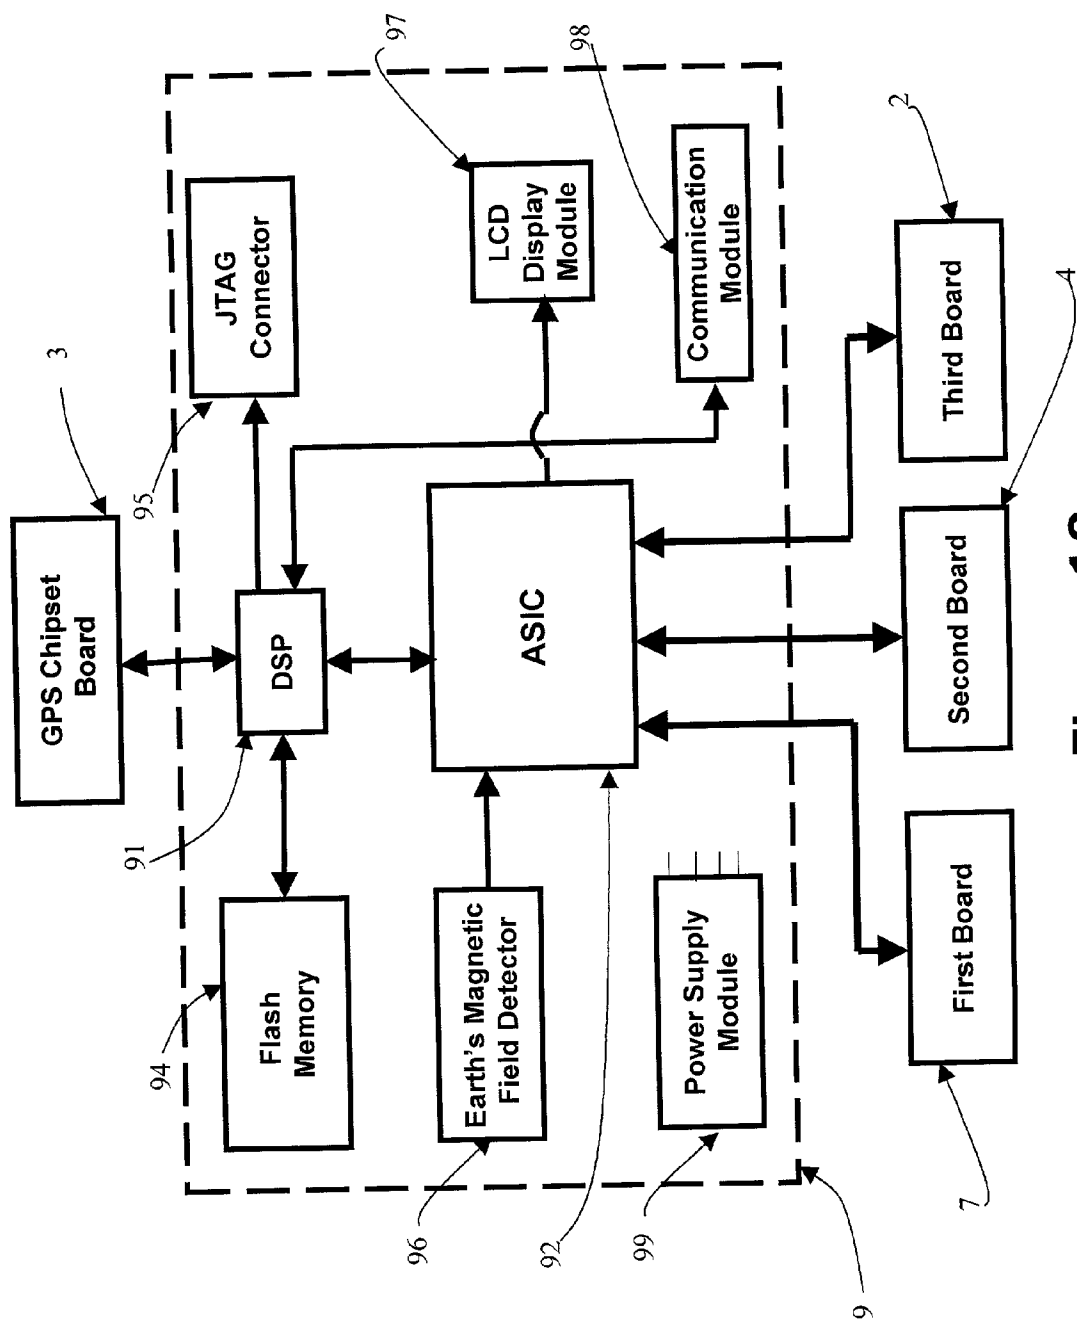 GPS Chipset
Board
3
94
91
95
Flash
Memory
DSP
JTAG
Connector
97
96
Earth's Magnetic
Field Detector
ASIC
LCD
Display
Module
92
98
99
Power Supply
Module
Communication
Module
9
7
First Board
Second Board
Third Board
2
4